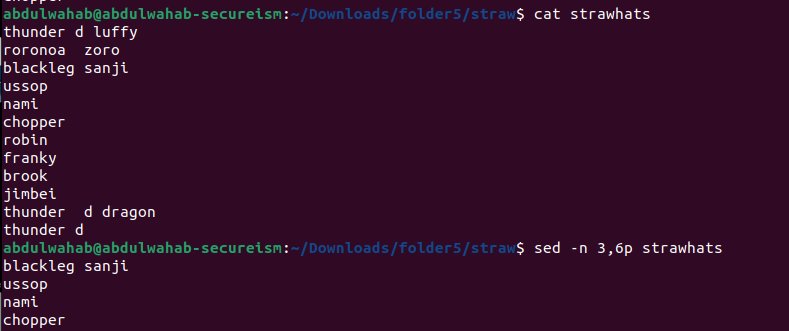 abdulwahab@abdulwahab-secureism:~/Downloads/folder5/straw$ cat strawhats
thunder d luffy
roronoa  zoro
blackleg sanji
ussop
nami
chopper
robin
franky
brook
jimbei
thunder  d dragon
thunder d
abdulwahab@abdulwahab-secureism:~/Downloads/folder5/straw$ sed -n 3,6p strawhats
blackleg sanji
ussop
nami
chopper